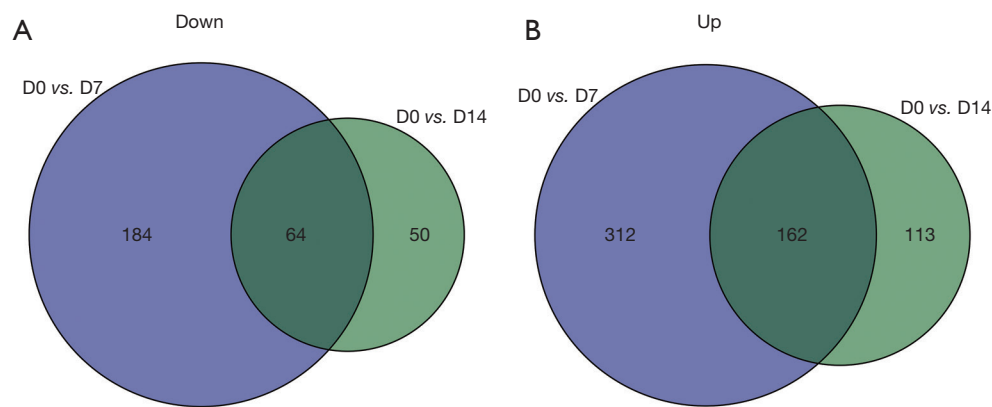 A
Down
D0 vs. D7
D0 vs. D14
184
64
50
B
Up
D0 vs. D7
D0 vs. D14
312
162
113